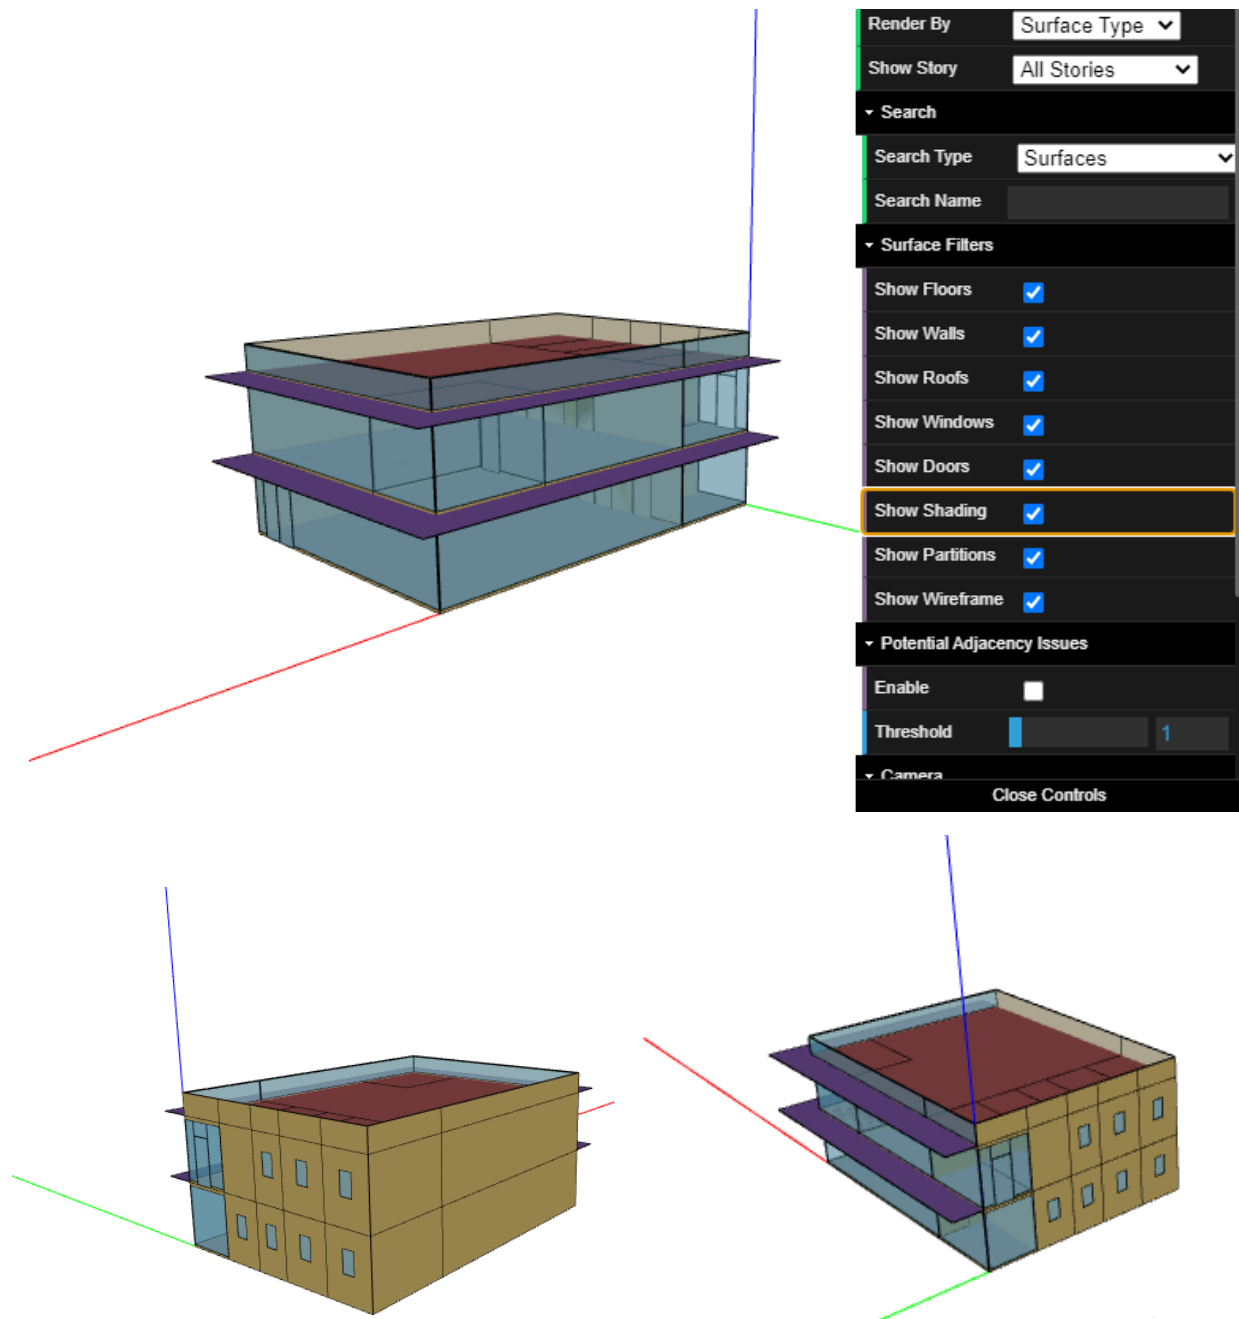 Render By Surface Type
Show Story All Stories
Search
Search Type Surfaces
Search Name
Surface Filters
Show Floors
Show Walls
Show Roofs
Show Windows
Show Doors
Show Shading
Show Partitions
Show Wireframe
Potential Adjacency Issues
Enable
Threshold 1
Camera
Close Controls